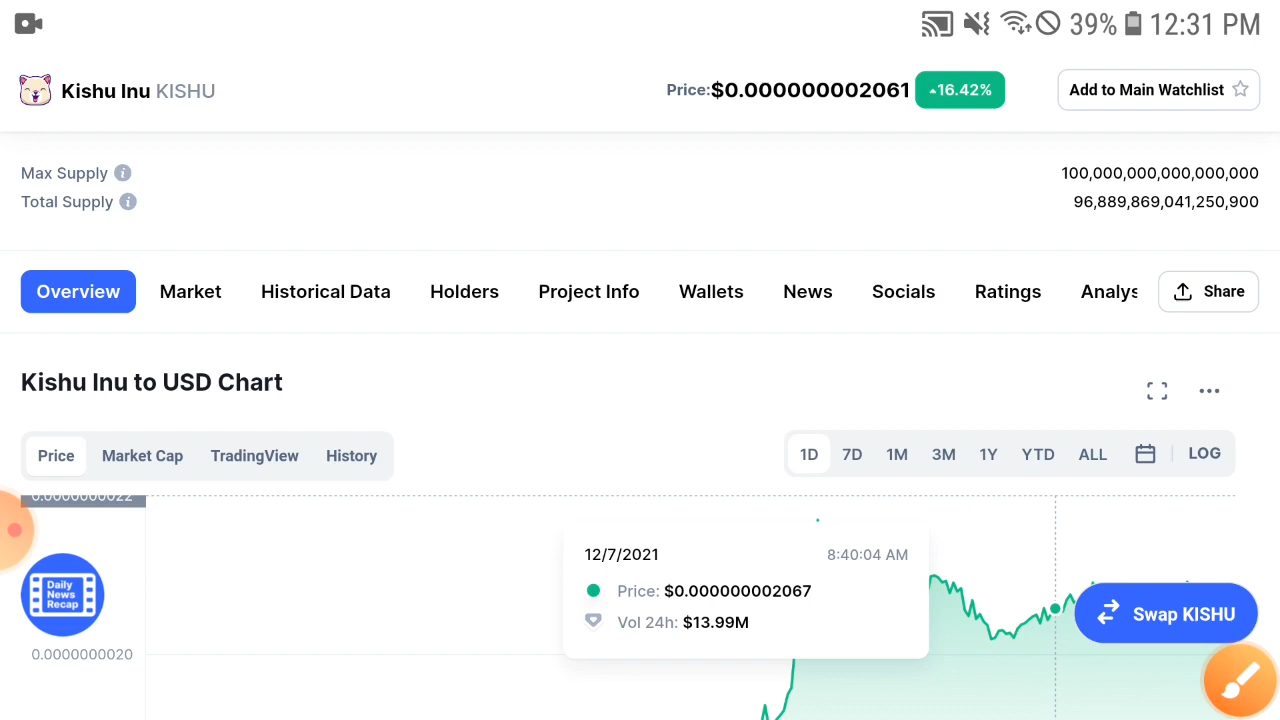 39% 12:31 PM
Kishu Inu KISHU
Price:$0.000000002061 16.42%
Add to Main Watchlist
Max Supply 100,000,000,000,000,000
Total Supply 96,889,869,041,250,900
Overview Market Historical Data Holders Project Info Wallets News Socials Ratings Analys Share
Kishu Inu to USD Chart
Price Market Cap TradingView History
1D 7D 1M 3M 1Y YTD ALL LOG
0.0000000022
12/7/2021 8:40:04 AM
Price: $0.000000002067
Vol 24h: $13.99M
Daily
News
Recap
Swap KISHU
0.0000000020